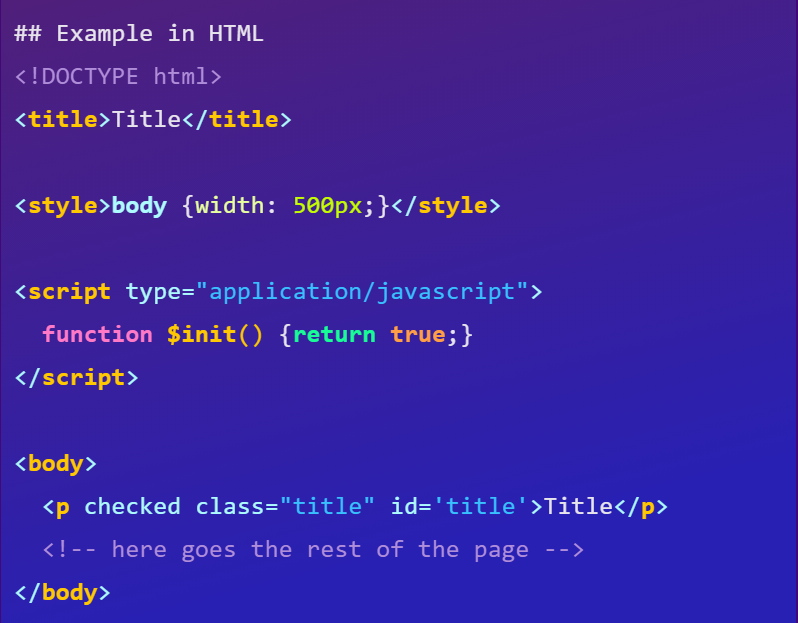 ## Example in HTML
<!DOCTYPE html>
<title>Title</title>

<style>body {width: 500px;}</style>

<script type="application/javascript">
  function $init() {return true;}
</script>

<body>
  <p checked class="title" id='title'>Title</p>
  <!-- here goes the rest of the page -->
</body>